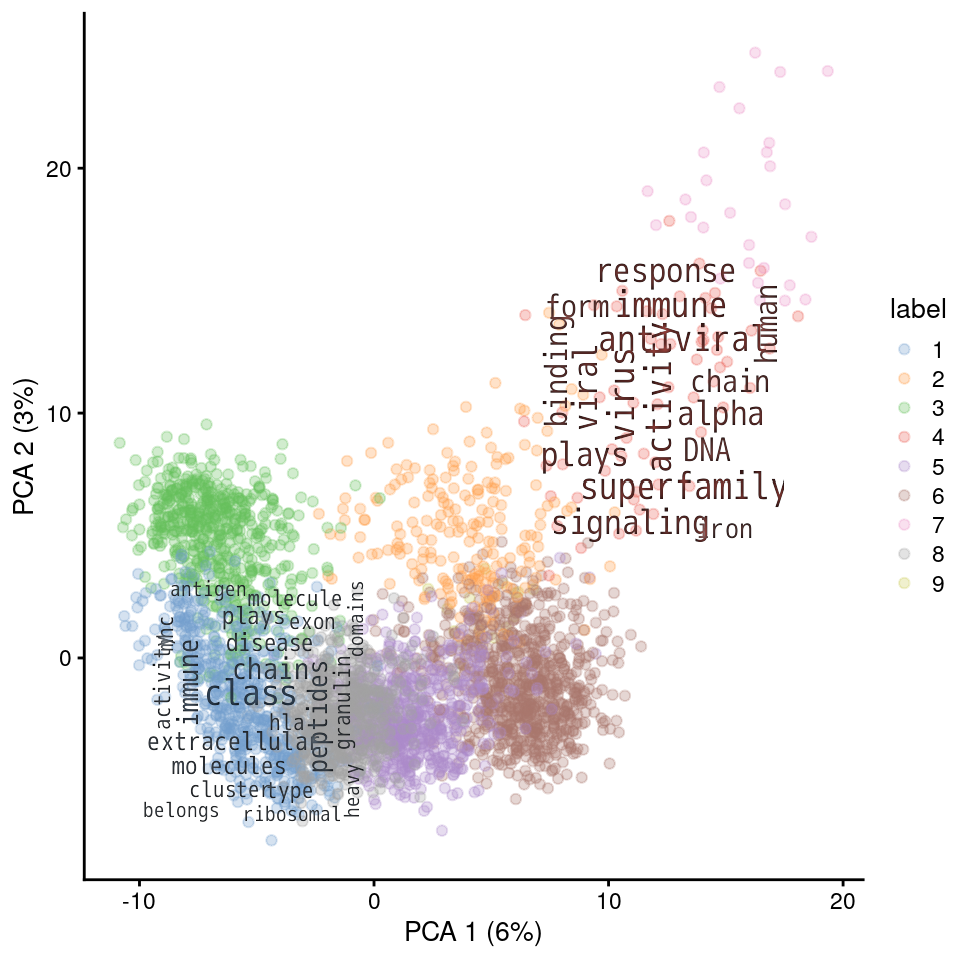 20
10
0
-10
0
10
20
PCA 1 (6%)
PCA 2 (3%)
response
form
immune
human
antiviral
binding
viral
virus
activity
chain
alpha
plays
DNA
superfamily
signaling
iron
antigen
molecule
domains
plays
exon
mhc
disease
activity
immune
chains
class
peptides
granulin
hla
extracellular
molecules
cluster
type
heavy
belongs
ribosomal
label
1
2
3
4
5
6
7
8
9